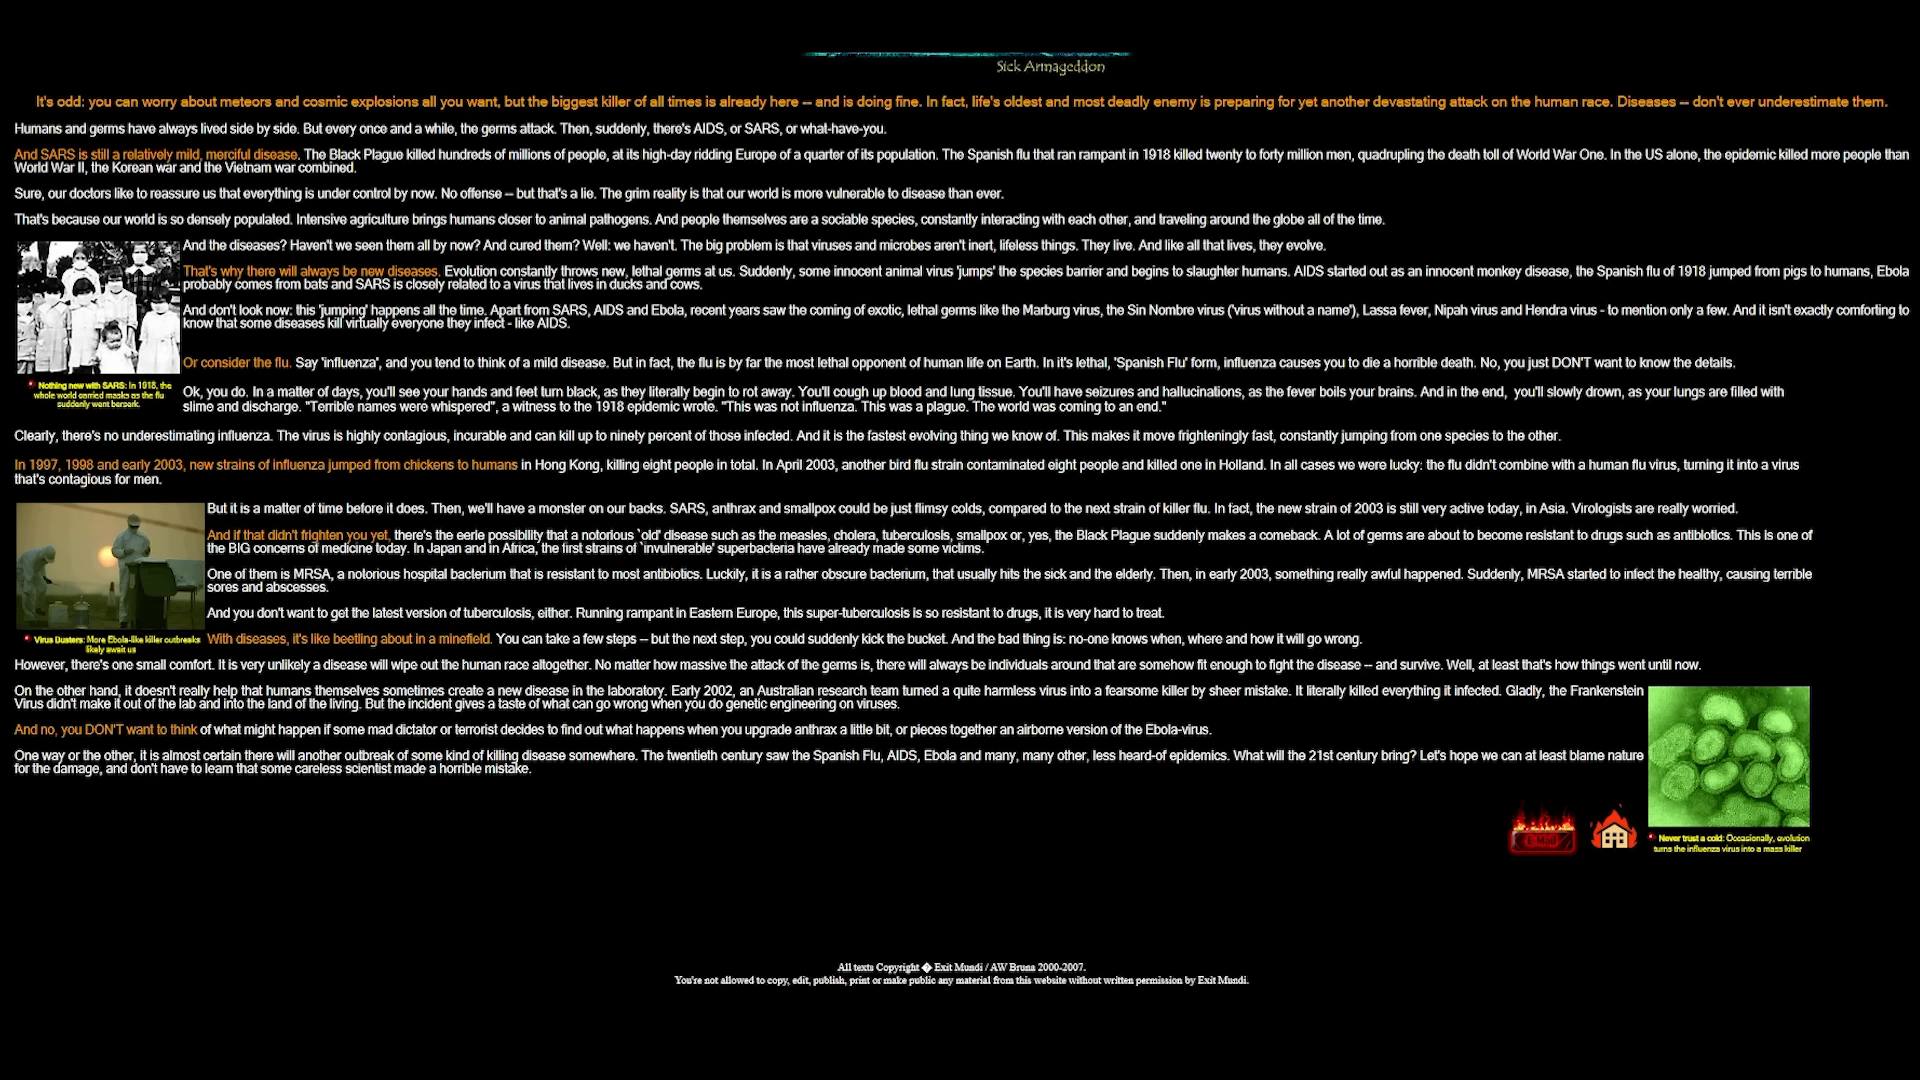 Sick Armageddon
It's odd: you can worry about meteors and cosmic explosions all you want, but the biggest killer of all times is already here -- and is doing fine. In fact, life's oldest and most deadly enemy is preparing for yet another devastating attack on the human race. Diseases -- don't ever underestimate them.
Humans and germs have always lived side by side. But every once and a while, the germs attack. Then, suddenly, there's AIDS, or SARS, or what-have-you.
And SARS is still a relatively mild, merciful disease. The Black Plague killed hundreds of millions of people, at its high-day ridding Europe of a quarter of its population. The Spanish flu that ran rampant in 1918 killed twenty to forty million men, quadrupling the death toll of World War One. In the US alone, the epidemic killed more people than
World War II, the Korean war and the Vietnam war combined.
Sure, our doctors like to reassure us that everything is under control by now. No offense -- but that's a lie. The grim reality is that our world is more vulnerable to disease than ever.
That's because our world is so densely populated. Intensive agriculture brings humans closer to animal pathogens. And people themselves are a sociable species, constantly interacting with each other, and traveling around the globe all of the time.
And the diseases? Haven't we seen them all by now? And cured them? Well: we haven't. The big problem is that viruses and microbes aren't inert, lifeless things. They live. And like all that lives, they evolve.
That's why there will always be new diseases. Evolution constantly throws new, lethal germs at us. Suddenly, some innocent animal virus 'jumps' the species barrier and begins to slaughter humans. AIDS started out as an innocent monkey disease, the Spanish flu of 1918 jumped from pigs to humans, Ebola
probably comes from bats and SARS is closely related to a virus that lives in ducks and cows.
And don't look now: this 'jumping' happens all the time. Apart from SARS, AIDS and Ebola, recent years saw the coming of exotic, lethal germs like the Marburg virus, the Sin Nombre virus ('virus without a name'), Lassa fever, Nipah virus and Hendra virus - to mention only a few. And it isn't exactly comforting to
know that some diseases kill virtually everyone they infect - like AIDS.
Or consider the flu. Say 'influenza', and you tend to think of a mild disease. But in fact, the flu is by far the most lethal opponent of human life on Earth. In it's lethal, 'Spanish Flu' form, influenza causes you to die a horrible death. No, you just DON'T want to know the details.
Nothing new with SARS: In 1918, the
whole world carried masks as the flu
suddenly went berserk.
Ok, you do. In a matter of days, you'll see your hands and feet turn black, as they literally begin to rot away. You'll cough up blood and lung tissue. You'll have seizures and hallucinations, as the fever boils your brains. And in the end, you'll slowly drown, as your lungs are filled with
slime and discharge. "Terrible names were whispered", a witness to the 1918 epidemic wrote. "This was not influenza. This was a plague. The world was coming to an end."
Clearly, there's no underestimating influenza. The virus is highly contagious, incurable and can kill up to ninety percent of those infected. And it is the fastest evolving thing we know of. This makes it move frighteningly fast, constantly jumping from one species to the other.
In 1997, 1998 and early 2003, new strains of influenza jumped from chickens to humans in Hong Kong, killing eight people in total. In April 2003, another bird flu strain contaminated eight people and killed one in Holland. In all cases we were lucky: the flu didn't combine with a human flu virus, turning it into a virus
that's contagious for men.
But it is a matter of time before it does. Then, we'll have a monster on our backs. SARS, anthrax and smallpox could be just flimsy colds, compared to the next strain of killer flu. In fact, the new strain of 2003 is still very active today, in Asia. Virologists are really worried.
And if that didn't frighten you yet, there's the eerie possibility that a notorious `old' disease such as the measles, cholera, tuberculosis, smallpox or, yes, the Black Plague suddenly makes a comeback. A lot of germs are about to become resistant to drugs such as antibiotics. This is one of
the BIG concerns of medicine today. In Japan and in Africa, the first strains of `invulnerable' superbacteria have already made some victims.
One of them is MRSA, a notorious hospital bacterium that is resistant to most antibiotics. Luckily, it is a rather obscure bacterium, that usually hits the sick and the elderly. Then, in early 2003, something really awful happened. Suddenly, MRSA started to infect the healthy, causing terrible
sores and abscesses.
And you don't want to get the latest version of tuberculosis, either. Running rampant in Eastern Europe, this super-tuberculosis is so resistant to drugs, it is very hard to treat.
Virus Busters: More Ebola-like killer outbreaks
likely await us
With diseases, it's like beetling about in a minefield. You can take a few steps -- but the next step, you could suddenly kick the bucket. And the bad thing is: no-one knows when, where and how it will go wrong.
However, there's one small comfort. It is very unlikely a disease will wipe out the human race altogether. No matter how massive the attack of the germs is, there will always be individuals around that are somehow fit enough to fight the disease -- and survive. Well, at least that's how things went until now.
On the other hand, it doesn't really help that humans themselves sometimes create a new disease in the laboratory. Early 2002, an Australian research team turned a quite harmless virus into a fearsome killer by sheer mistake. It literally killed everything it infected. Gladly, the Frankenstein
Virus didn't make it out of the lab and into the land of the living. But the incident gives a taste of what can go wrong when you do genetic engineering on viruses.
And no, you DON'T want to think of what might happen if some mad dictator or terrorist decides to find out what happens when you upgrade anthrax a little bit, or pieces together an airborne version of the Ebola-virus.
One way or the other, it is almost certain there will another outbreak of some kind of killing disease somewhere. The twentieth century saw the Spanish Flu, AIDS, Ebola and many, many other, less heard-of epidemics. What will the 21st century bring? Let's hope we can at least blame nature
for the damage, and don't have to learn that some careless scientist made a horrible mistake.
E-Mail
Never trust a cold: Occasionally, evolution
turns the influenza virus into a mass killer
All texts Copyright � Exit Mundi / AW Bruna 2000-2007.
You're not allowed to copy, edit, publish, print or make public any material from this website without written permission by Exit Mundi.